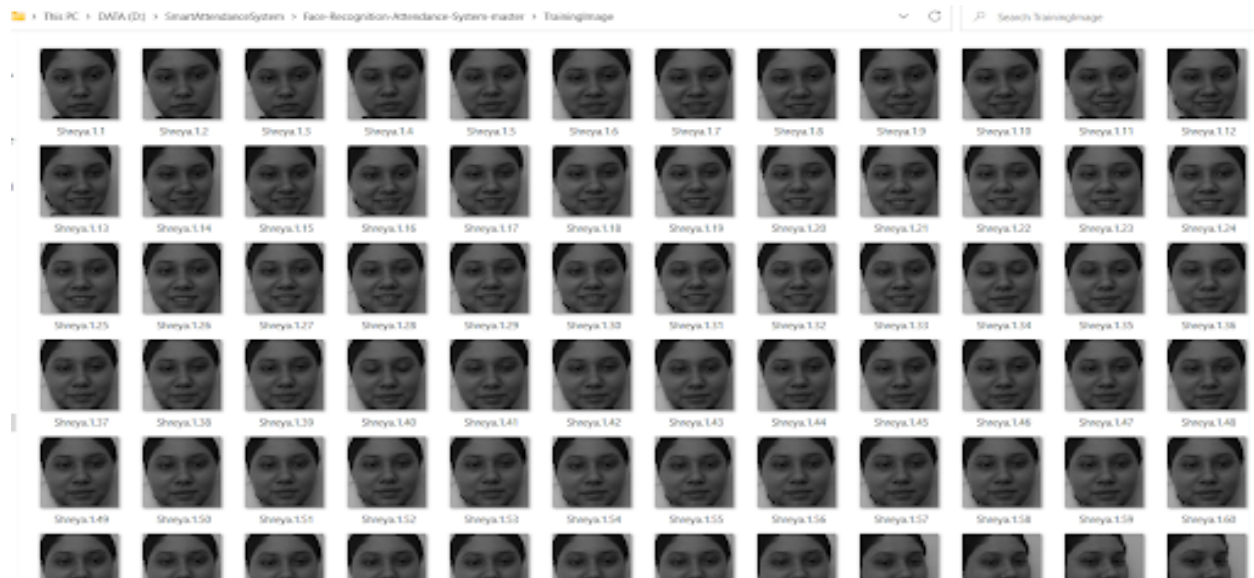 This PC > DATA (D:) > SmartAttendanceSystem > Face-Recognition-Attendance-System-master > TrainingImage
Search TrainingImage
Shreya.1.1 Shreya.1.2 Shreya.1.3 Shreya.1.4 Shreya.1.5 Shreya.1.6 Shreya.1.7 Shreya.1.8 Shreya.1.9 Shreya.1.10 Shreya.1.11 Shreya.1.12
Shreya.1.13 Shreya.1.14 Shreya.1.15 Shreya.1.16 Shreya.1.17 Shreya.1.18 Shreya.1.19 Shreya.1.20 Shreya.1.21 Shreya.1.22 Shreya.1.23 Shreya.1.24
Shreya.1.25 Shreya.1.26 Shreya.1.27 Shreya.1.28 Shreya.1.29 Shreya.1.30 Shreya.1.31 Shreya.1.32 Shreya.1.33 Shreya.1.34 Shreya.1.35 Shreya.1.36
Shreya.1.37 Shreya.1.38 Shreya.1.39 Shreya.1.40 Shreya.1.41 Shreya.1.42 Shreya.1.43 Shreya.1.44 Shreya.1.45 Shreya.1.46 Shreya.1.47 Shreya.1.48
Shreya.1.49 Shreya.1.50 Shreya.1.51 Shreya.1.52 Shreya.1.53 Shreya.1.54 Shreya.1.55 Shreya.1.56 Shreya.1.57 Shreya.1.58 Shreya.1.59 Shreya.1.60